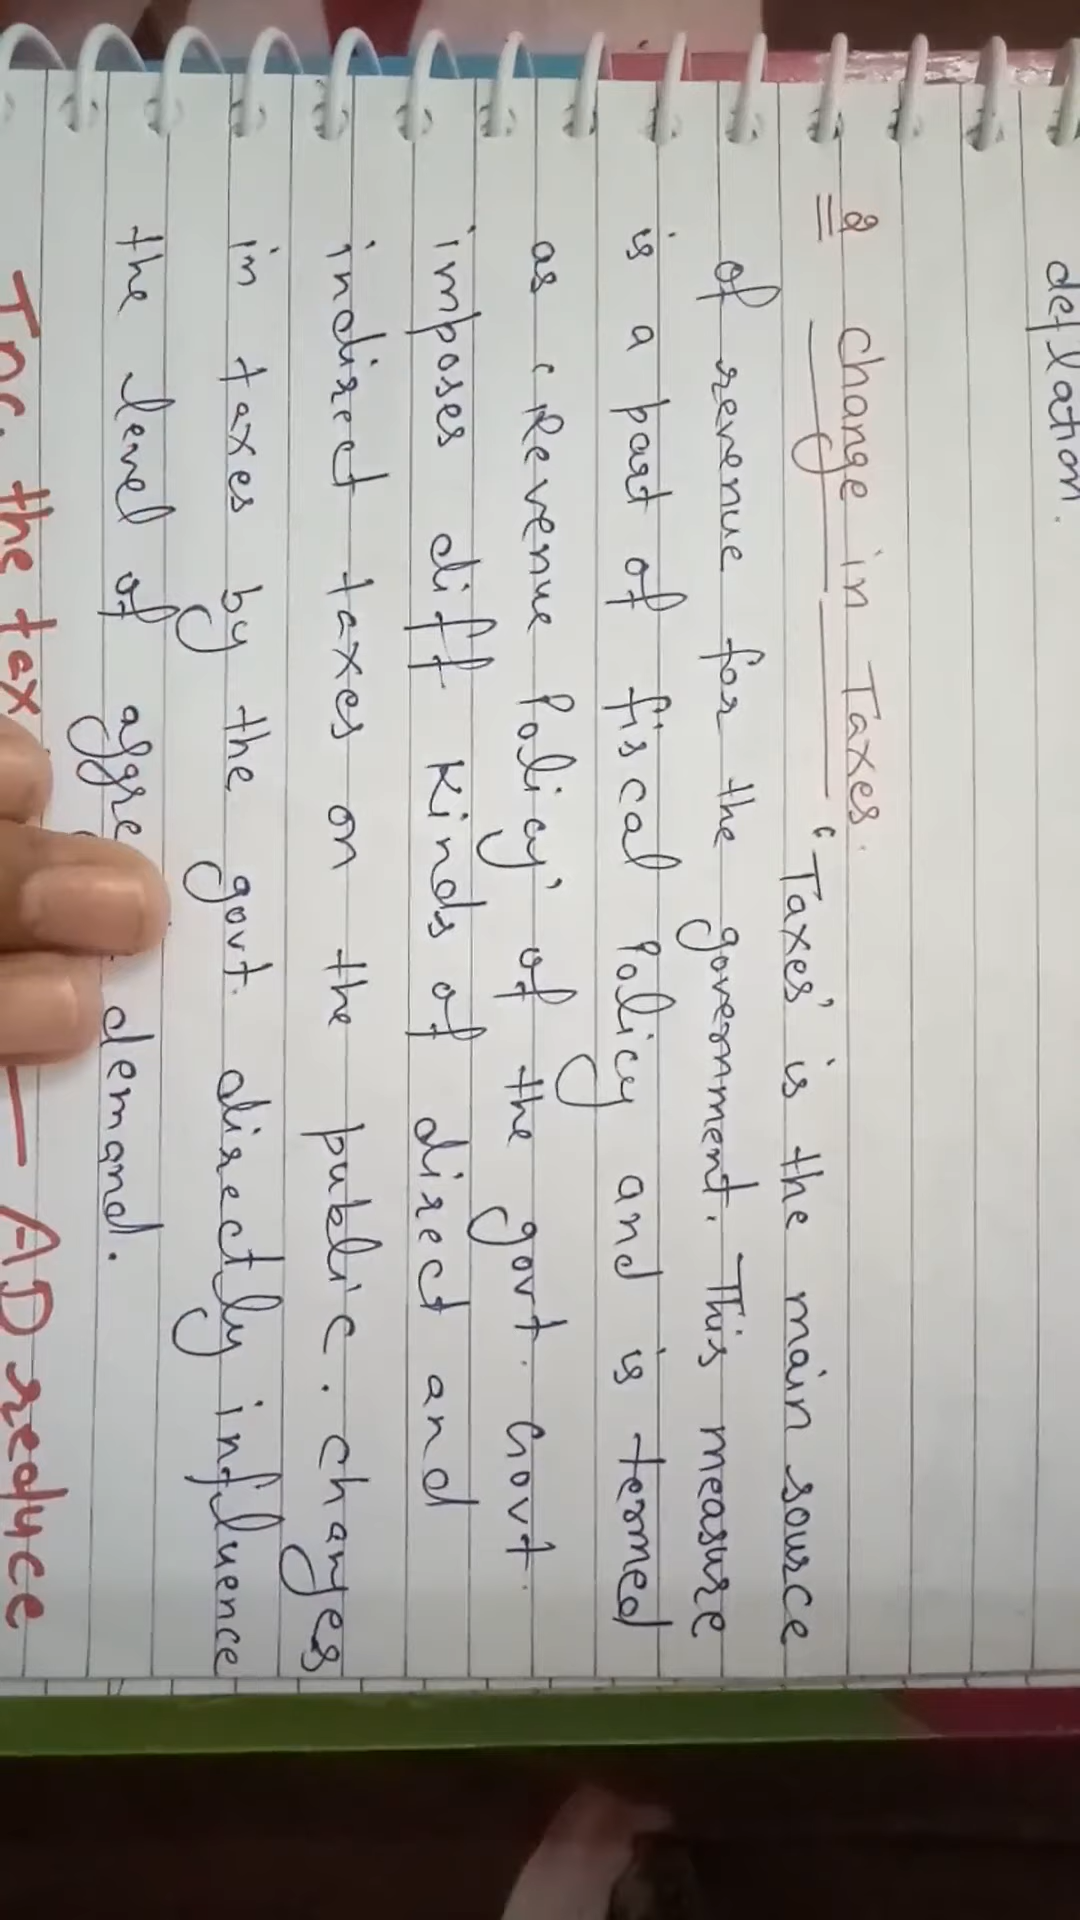 deflation.
2 Change in Taxes.
'Taxes' is the main source
of revenue for the government. This measure
is a part of fiscal Policy and is termed
as 'Revenue Policy' of the govt. Govt.
imposes diff Kinds of direct and
indirect taxes on the public. Changes
in taxes by the govt. directly influence
the level of demand.
Inc. the tex AD reduce